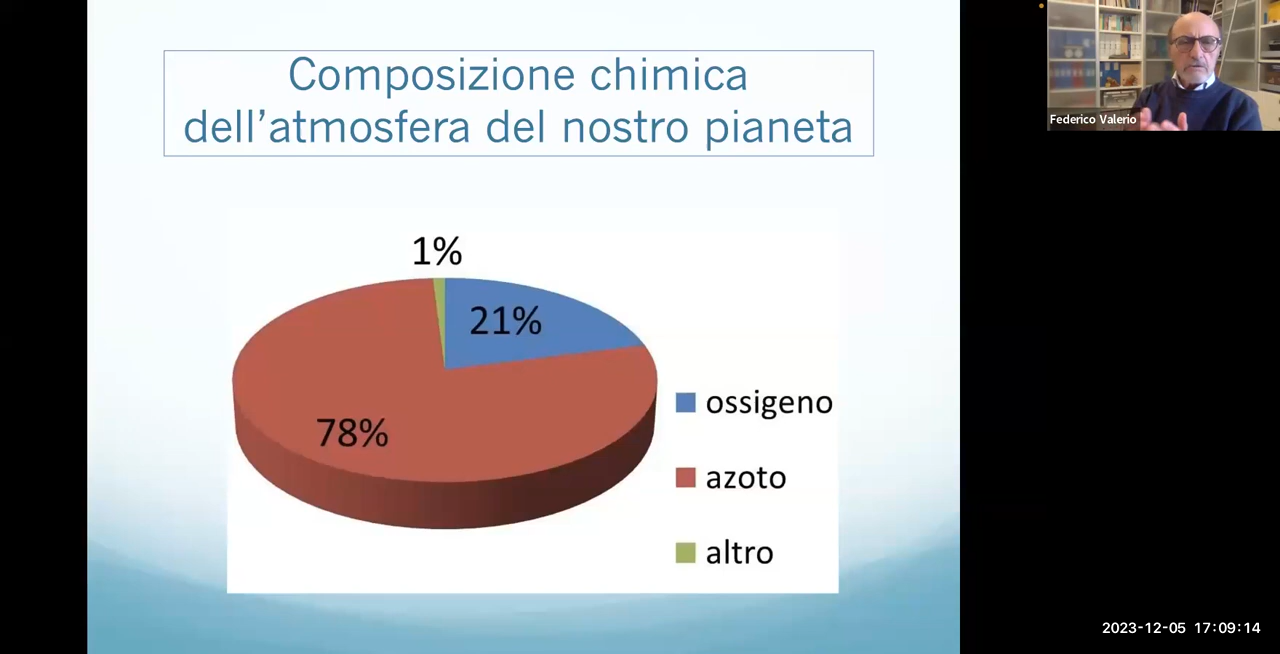 Composizione chimica
dell'atmosfera del nostro pianeta
1%
21%
78%
ossigeno
azoto
altro
Federico Valerio
2023-12-05 17:09:14